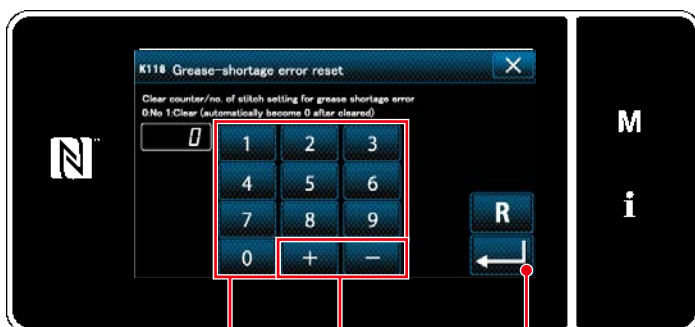 K118 Grease-shortage error reset
Clear counter/no. of stitch setting for grease shortage error
0:No 1:Clear (automatically become 0 after cleared)
0
1 2 3
4 5 6
7 8 9
0 + −
R
M
i
N